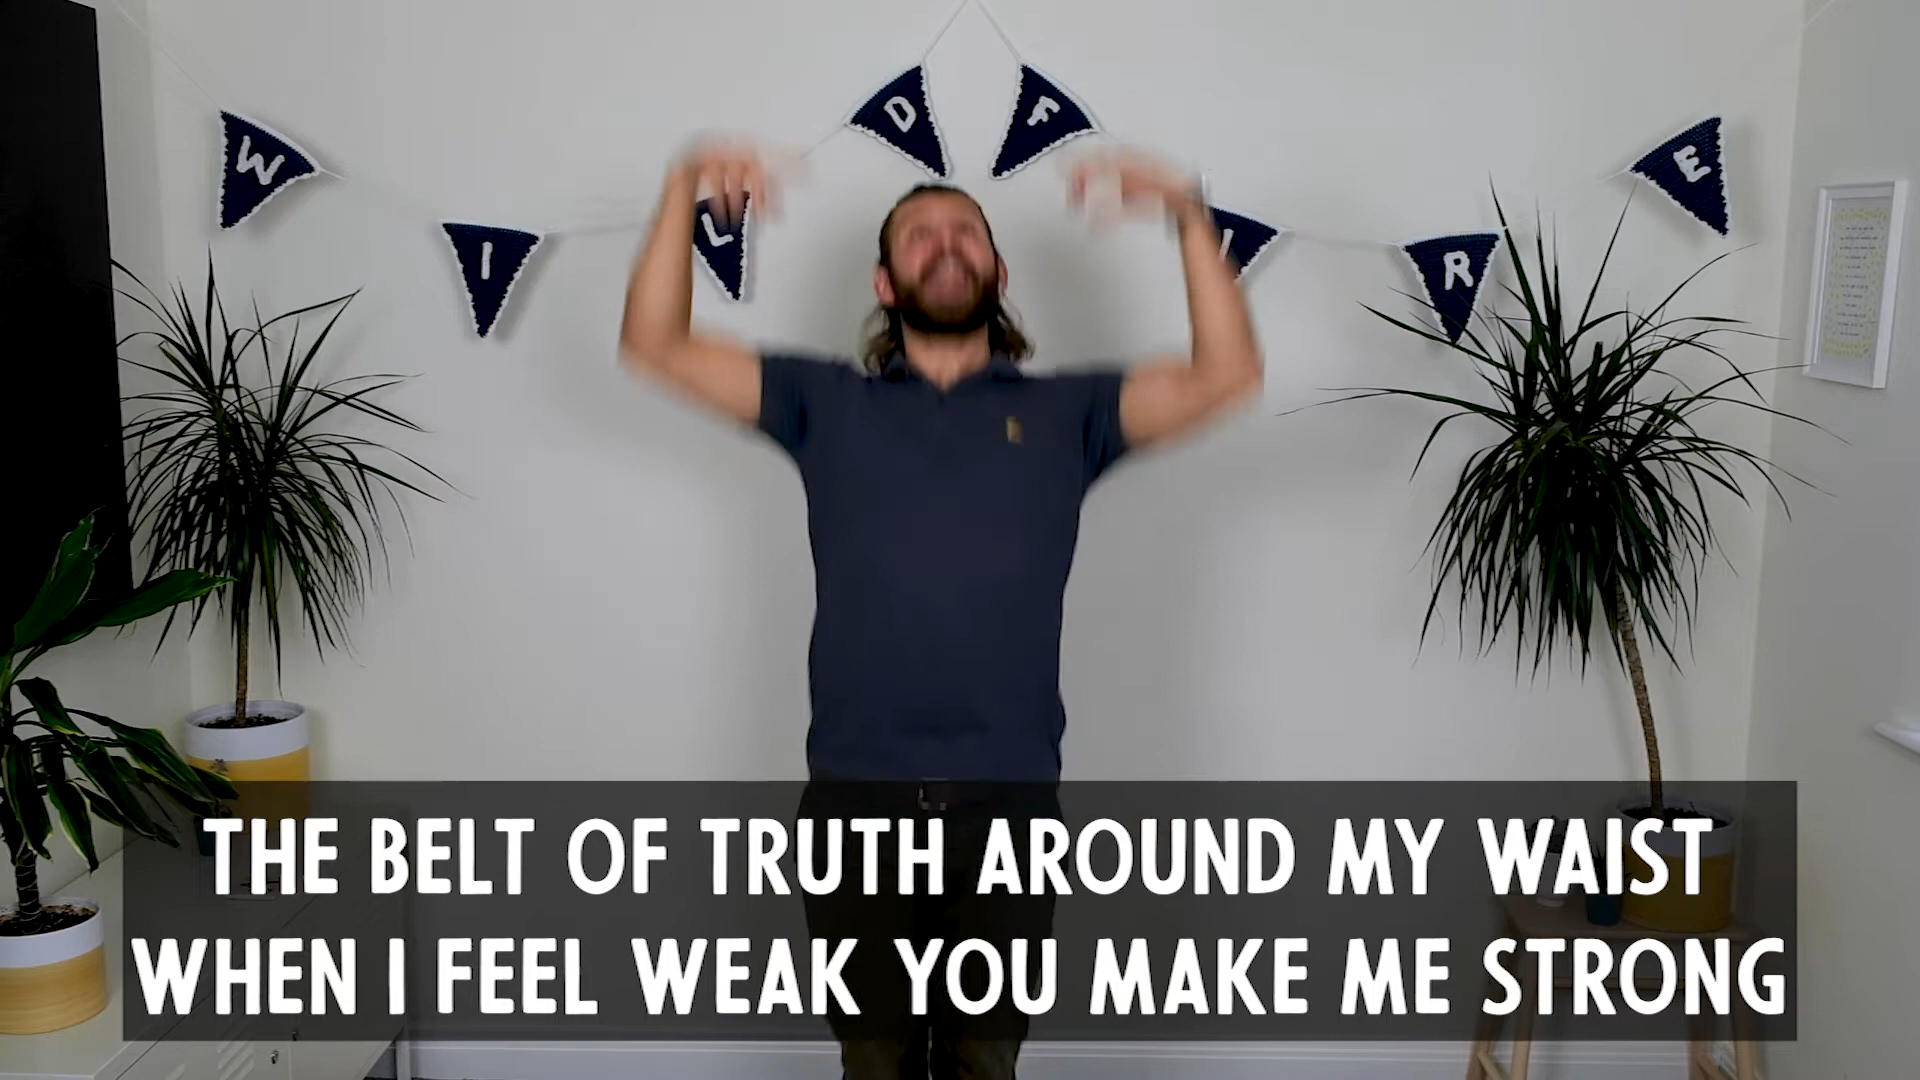 W I L D F I R E
THE BELT OF TRUTH AROUND MY WAIST
WHEN I FEEL WEAK YOU MAKE ME STRONG